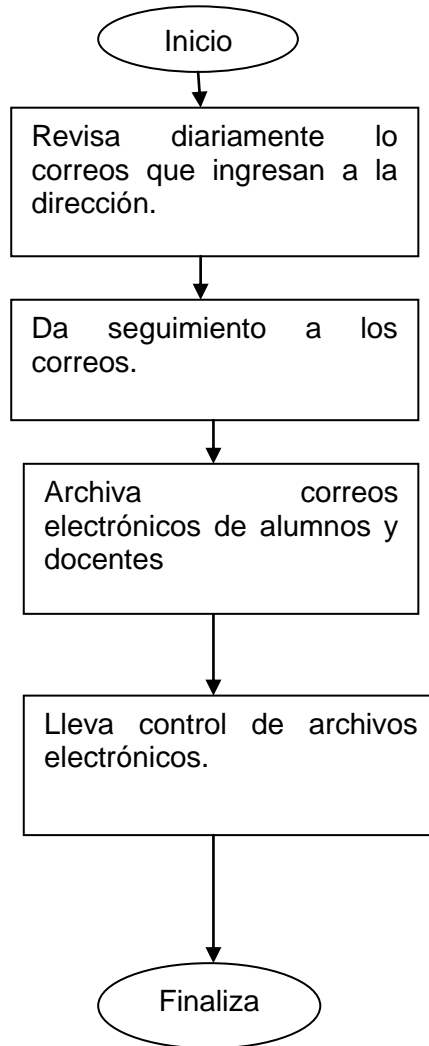 Inicio
Revisa diariamente lo
correos que ingresan a la
dirección.
Da seguimiento a los
correos.
Archiva correos
electrónicos de alumnos y
docentes
Lleva control de archivos
electrónicos.
Finaliza